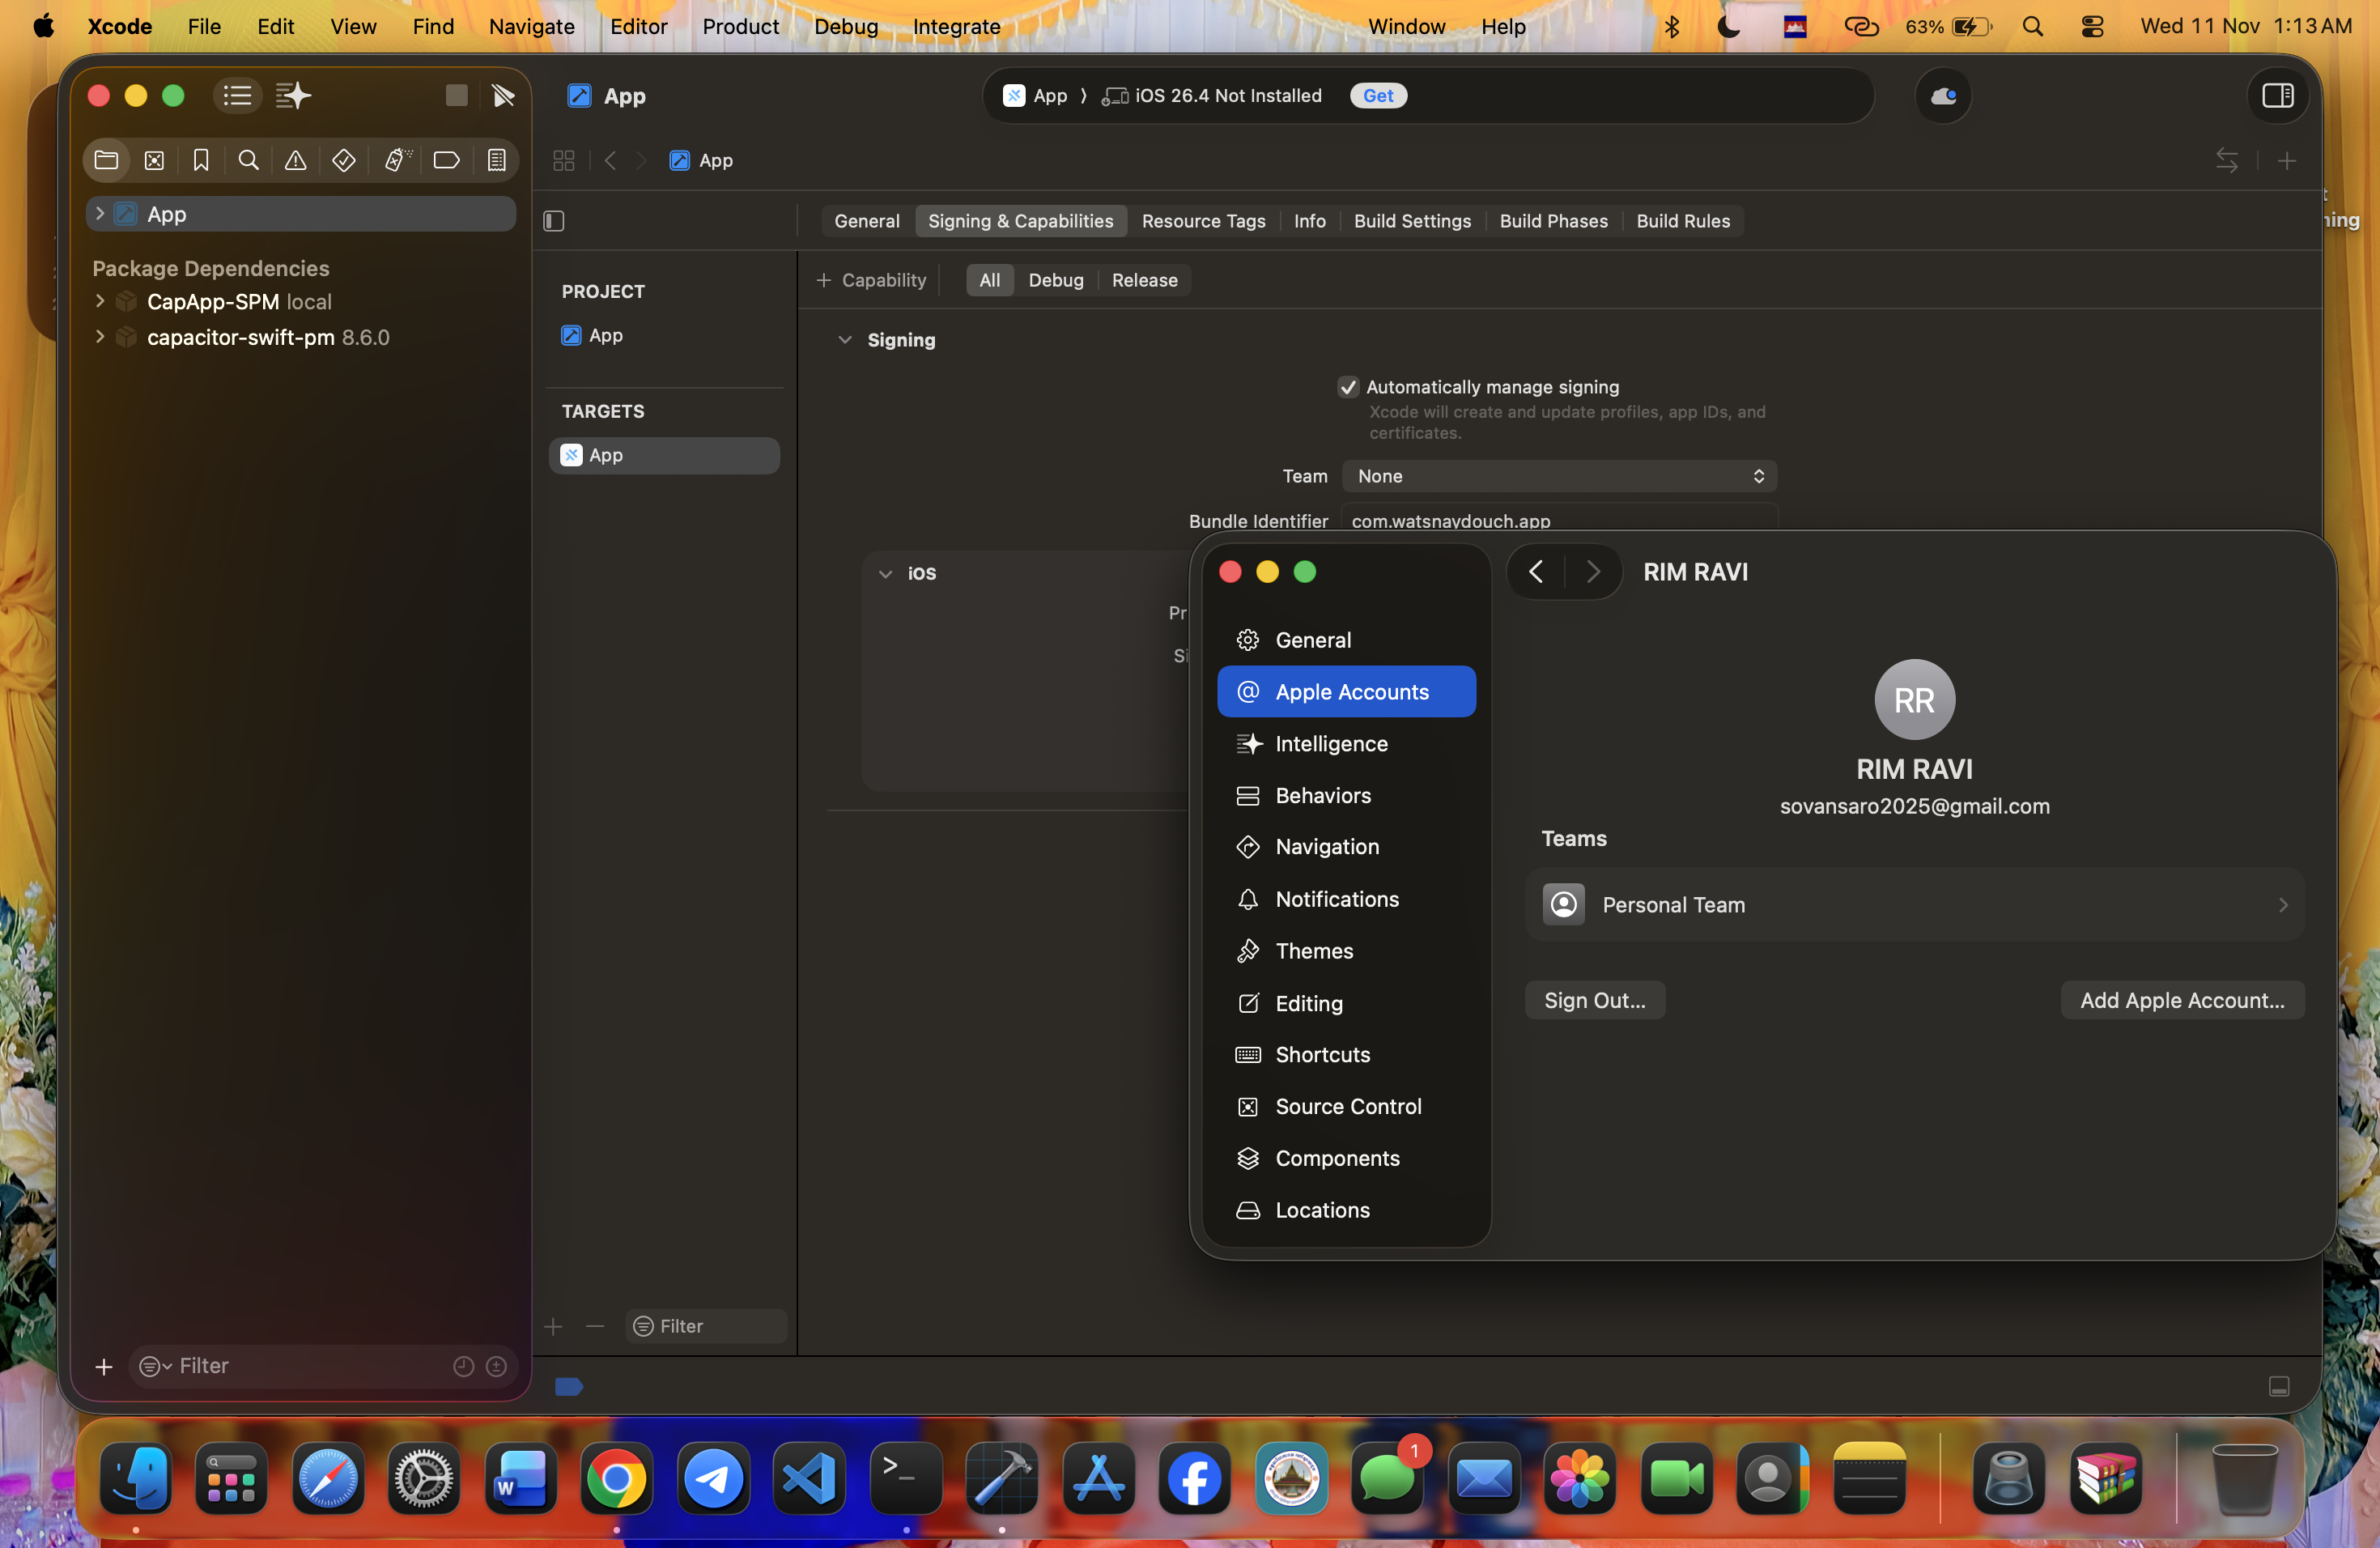 Xcode File Edit View Find Navigate Editor Product Debug Integrate Window Help 63% Wed 11 Nov 1:13 AM
App
App iOS 26.4 Not Installed Get
App
App
General Signing & Capabilities Resource Tags Info Build Settings Build Phases Build Rules
ning
Package Dependencies
CapApp-SPM local
capacitor-swift-pm 8.6.0
PROJECT
App
TARGETS
App
+ Capability All Debug Release
Signing
Automatically manage signing
Xcode will create and update profiles, app IDs, and
certificates.
Team None
Bundle Identifier com.watsnaydouch.app
iOS
Pr
Si
RIM RAVI
General
Apple Accounts
Intelligence
Behaviors
Navigation
Notifications
Themes
Editing
Shortcuts
Source Control
Components
Locations
RR
RIM RAVI
sovansaro2025@gmail.com
Teams
Personal Team
Sign Out...
Add Apple Account...
Filter
Filter
W
>_
1